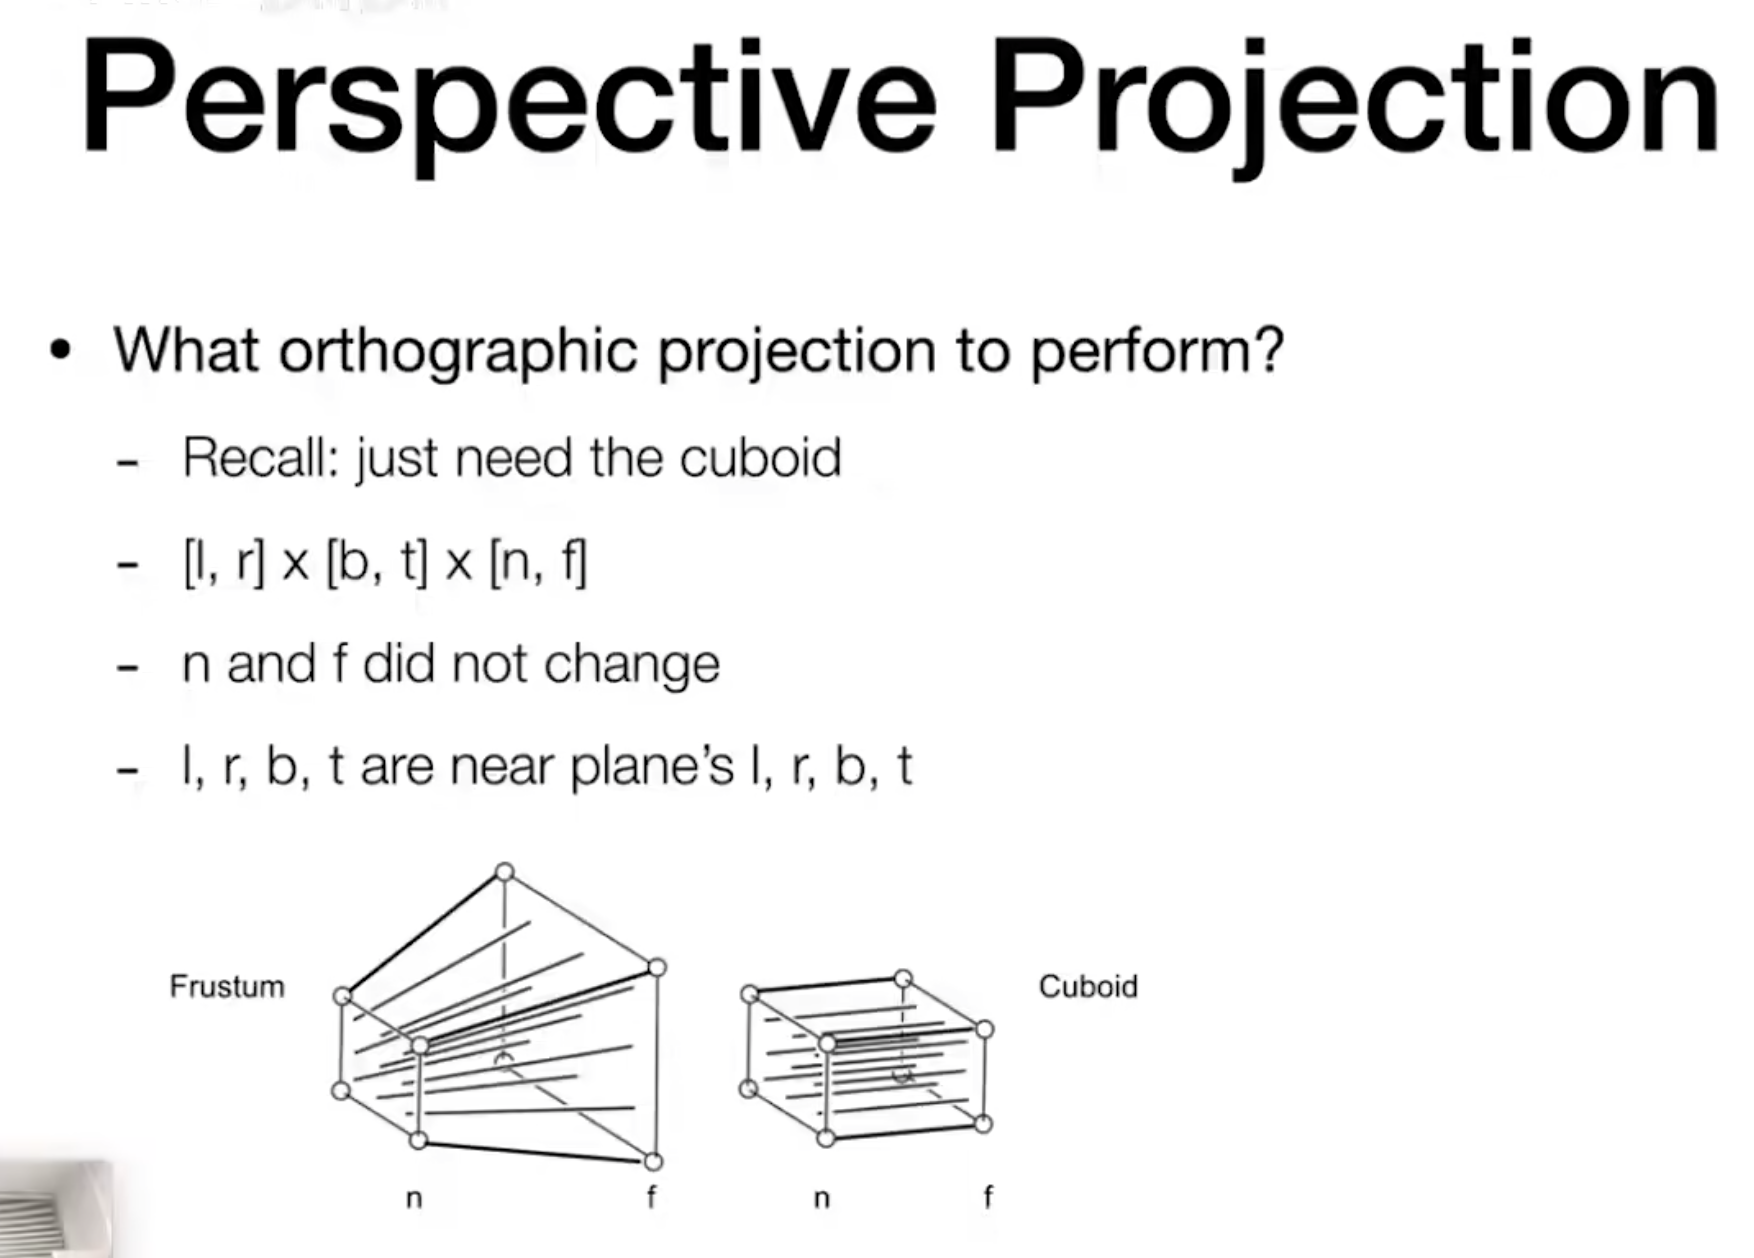 Perspective Projection
• What orthographic projection to perform?
- Recall: just need the cuboid
- [l, r] x [b, t] x [n, f]
- n and f did not change
- l, r, b, t are near plane’s l, r, b, t
Frustum
Cuboid
n f n f